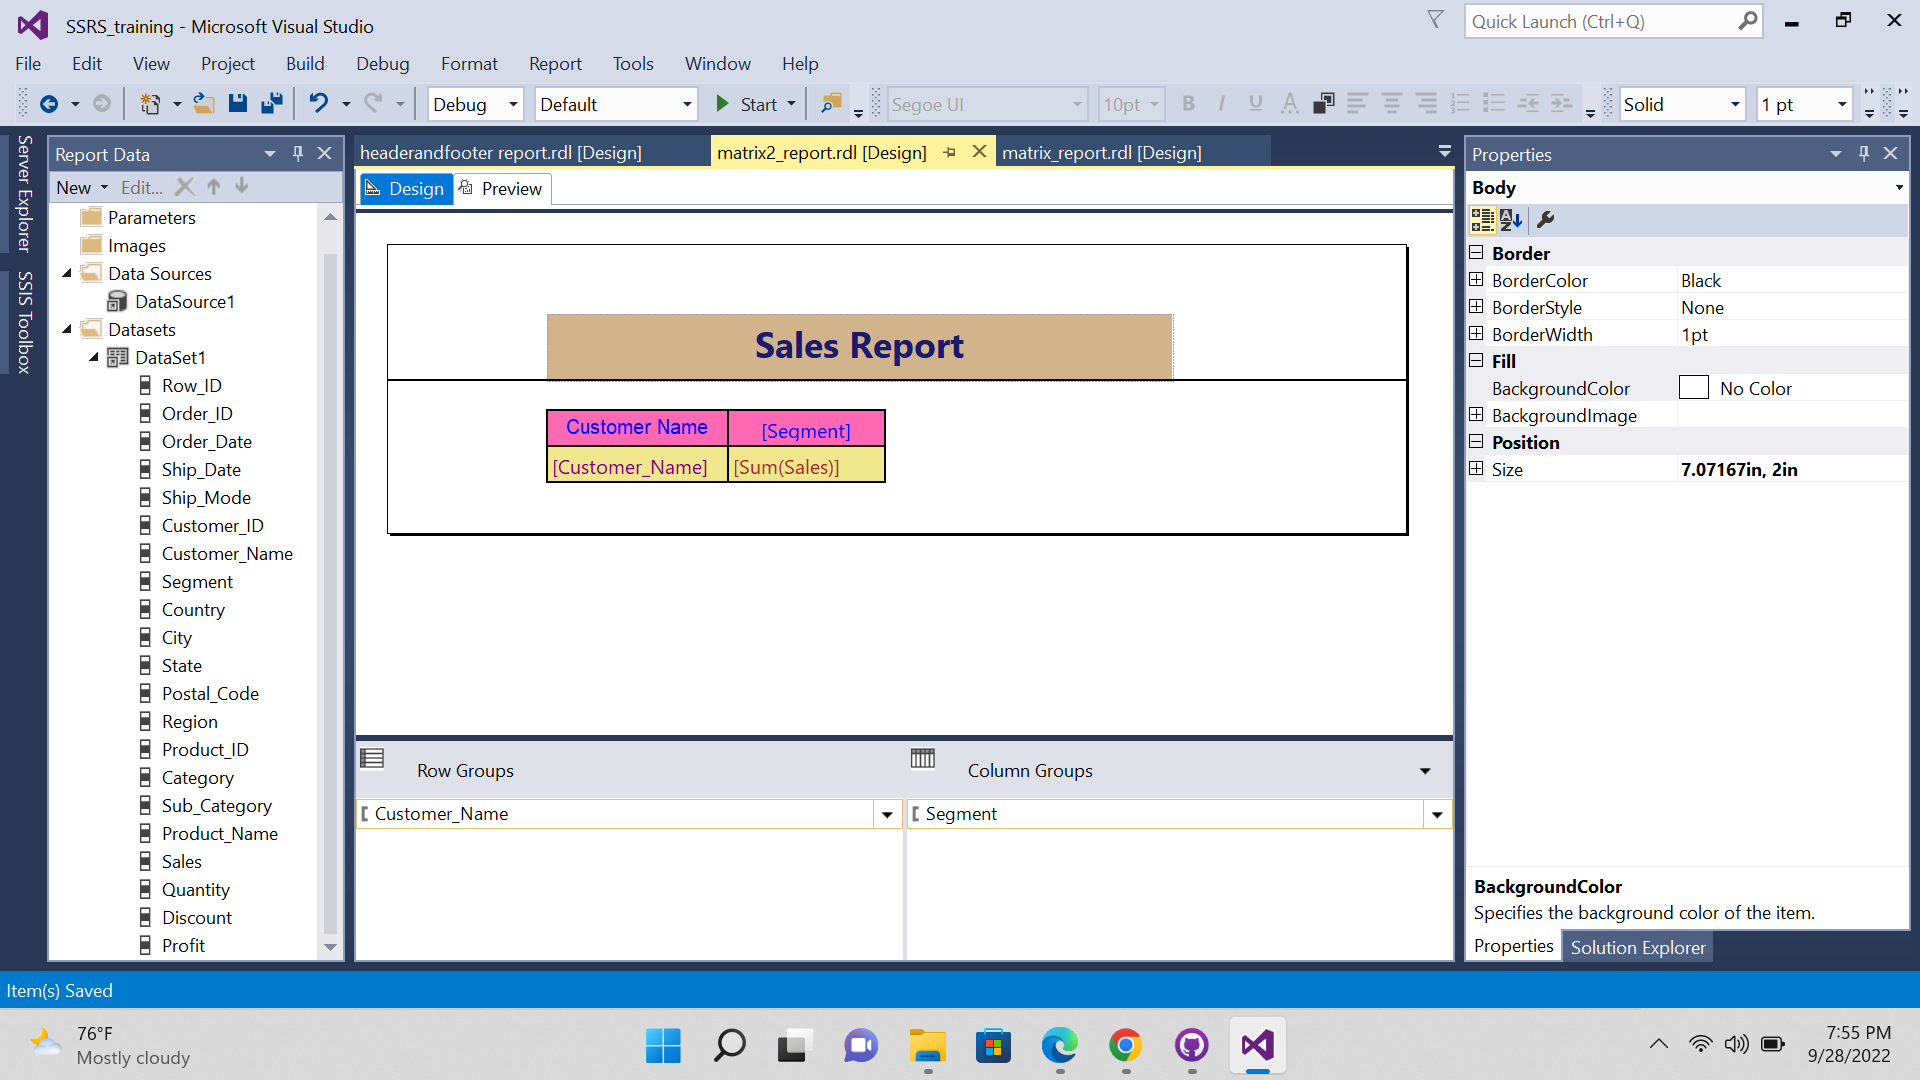 SSRS_training - Microsoft Visual Studio
Quick Launch (Ctrl+Q)
File Edit View Project Build Debug Format Report Tools Window Help
Debug Default Start Segoe UI 10pt B I U A Solid 1 pt
Server Explorer
SSIS Toolbox
Report Data
New Edit...
Parameters
Images
Data Sources
DataSource1
Datasets
DataSet1
Row_ID
Order_ID
Order_Date
Ship_Date
Ship_Mode
Customer_ID
Customer_Name
Segment
Country
City
State
Postal_Code
Region
Product_ID
Category
Sub_Category
Product_Name
Sales
Quantity
Discount
Profit
headerandfooter report.rdl [Design] matrix2_report.rdl [Design] matrix_report.rdl [Design]
Design Preview
Sales Report
Customer Name [Segment]
[Customer_Name] [Sum(Sales)]
Row Groups Column Groups
[ Customer_Name [ Segment
Properties
Body
Border
BorderColor Black
BorderStyle None
BorderWidth 1pt
Fill
BackgroundColor No Color
BackgroundImage
Position
Size 7.07167in, 2in
BackgroundColor
Specifies the background color of the item.
Properties Solution Explorer
Item(s) Saved
76°F
Mostly cloudy
7:55 PM
9/28/2022